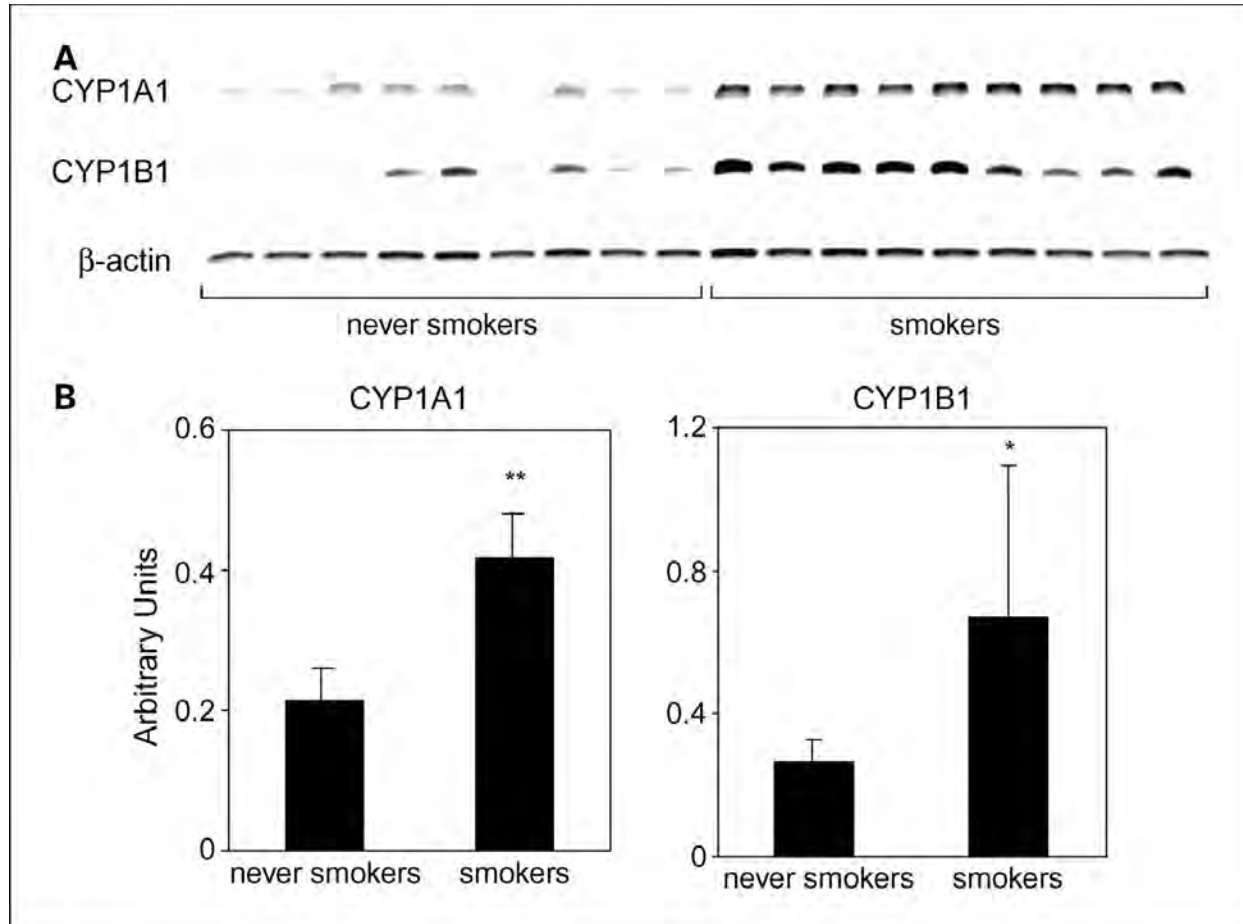 A
CYP1A1
CYP1B1
β-actin
never smokers smokers
B
CYP1A1 CYP1B1
0.6
0.4
0.2
0
Arbitrary Units
**
never smokers smokers
1.2
0.8
0.4
0
*
never smokers smokers